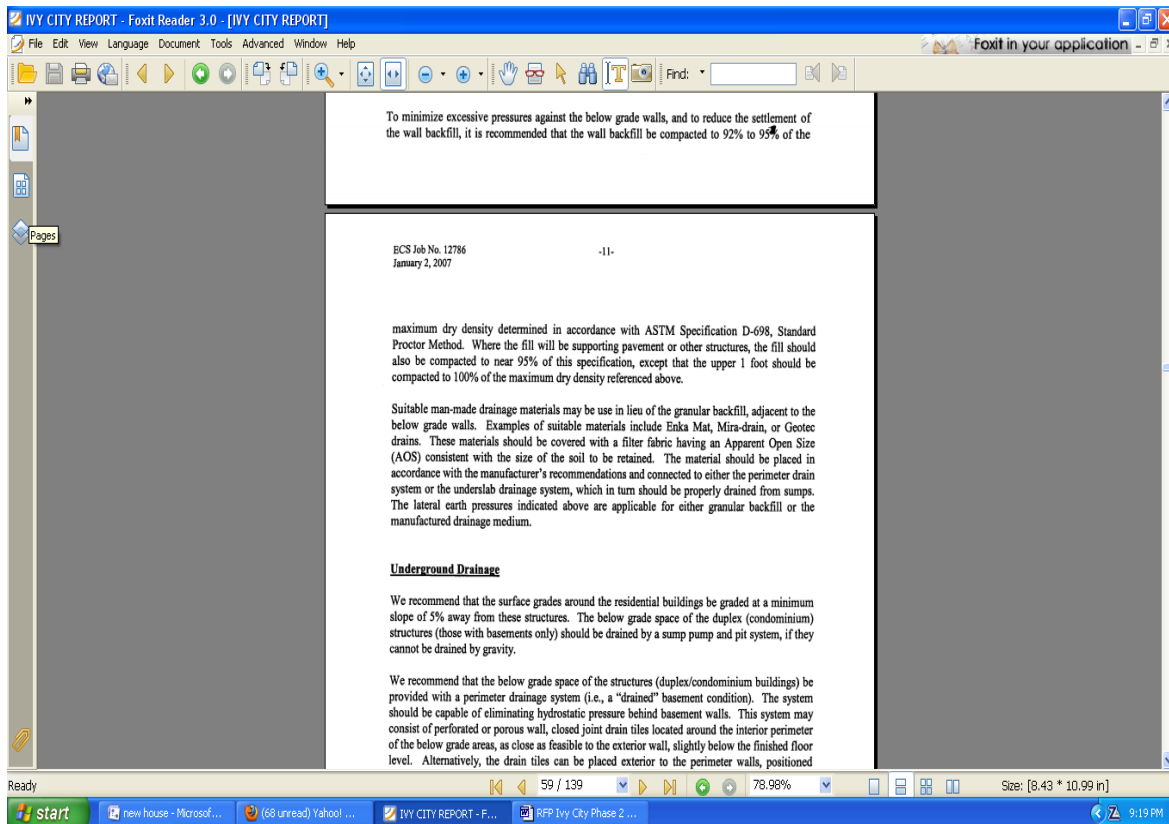 IVY CITY REPORT - Foxit Reader 3.0 - [IVY CITY REPORT]
File Edit View Language Document Tools Advanced Window Help
Foxit in your application
Find:
To minimize excessive pressures against the below grade walls, and to reduce the settlement of
the wall backfill, it is recommended that the wall backfill be compacted to 92% to 95% of the
Pages
ECS Job No. 12786 -11-
January 2, 2007
maximum dry density determined in accordance with ASTM Specification D-698, Standard
Proctor Method. Where the fill will be supporting pavement or other structures, the fill should
also be compacted to near 95% of this specification, except that the upper 1 foot should be
compacted to 100% of the maximum dry density referenced above.
Suitable man-made drainage materials may be use in lieu of the granular backfill, adjacent to the
below grade walls. Examples of suitable materials include Enka Mat, Mira-drain, or Geotec
drains. These materials should be covered with a filter fabric having an Apparent Open Size
(AOS) consistent with the size of the soil to be retained. The material should be placed in
accordance with the manufacturer's recommendations and connected to either the perimeter drain
system or the underslab drainage system, which in turn should be properly drained from sumps.
The lateral earth pressures indicated above are applicable for either granular backfill or the
manufactured drainage medium.
Underground Drainage
We recommend that the surface grades around the residential buildings be graded at a minimum
slope of 5% away from these structures. The below grade space of the duplex (condominium)
structures (those with basements only) should be drained by a sump pump and pit system, if they
cannot be drained by gravity.
We recommend that the below grade space of the structures (duplex/condominium buildings) be
provided with a perimeter drainage system (i.e., a "drained" basement condition). The system
should be capable of eliminating hydrostatic pressure behind basement walls. This system may
consist of perforated or porous wall, closed joint drain tiles located around the interior perimeter
of the below grade areas, as close as feasible to the exterior wall, slightly below the finished floor
level. Alternatively, the drain tiles can be placed exterior to the perimeter walls, positioned
Ready 59 / 139 78.98% Size: [8.43 * 10.99 in]
start new house - Microsof... (68 unread) Yahoo! ... IVY CITY REPORT - F... RFP Ivy City Phase 2 ... 9:19 PM